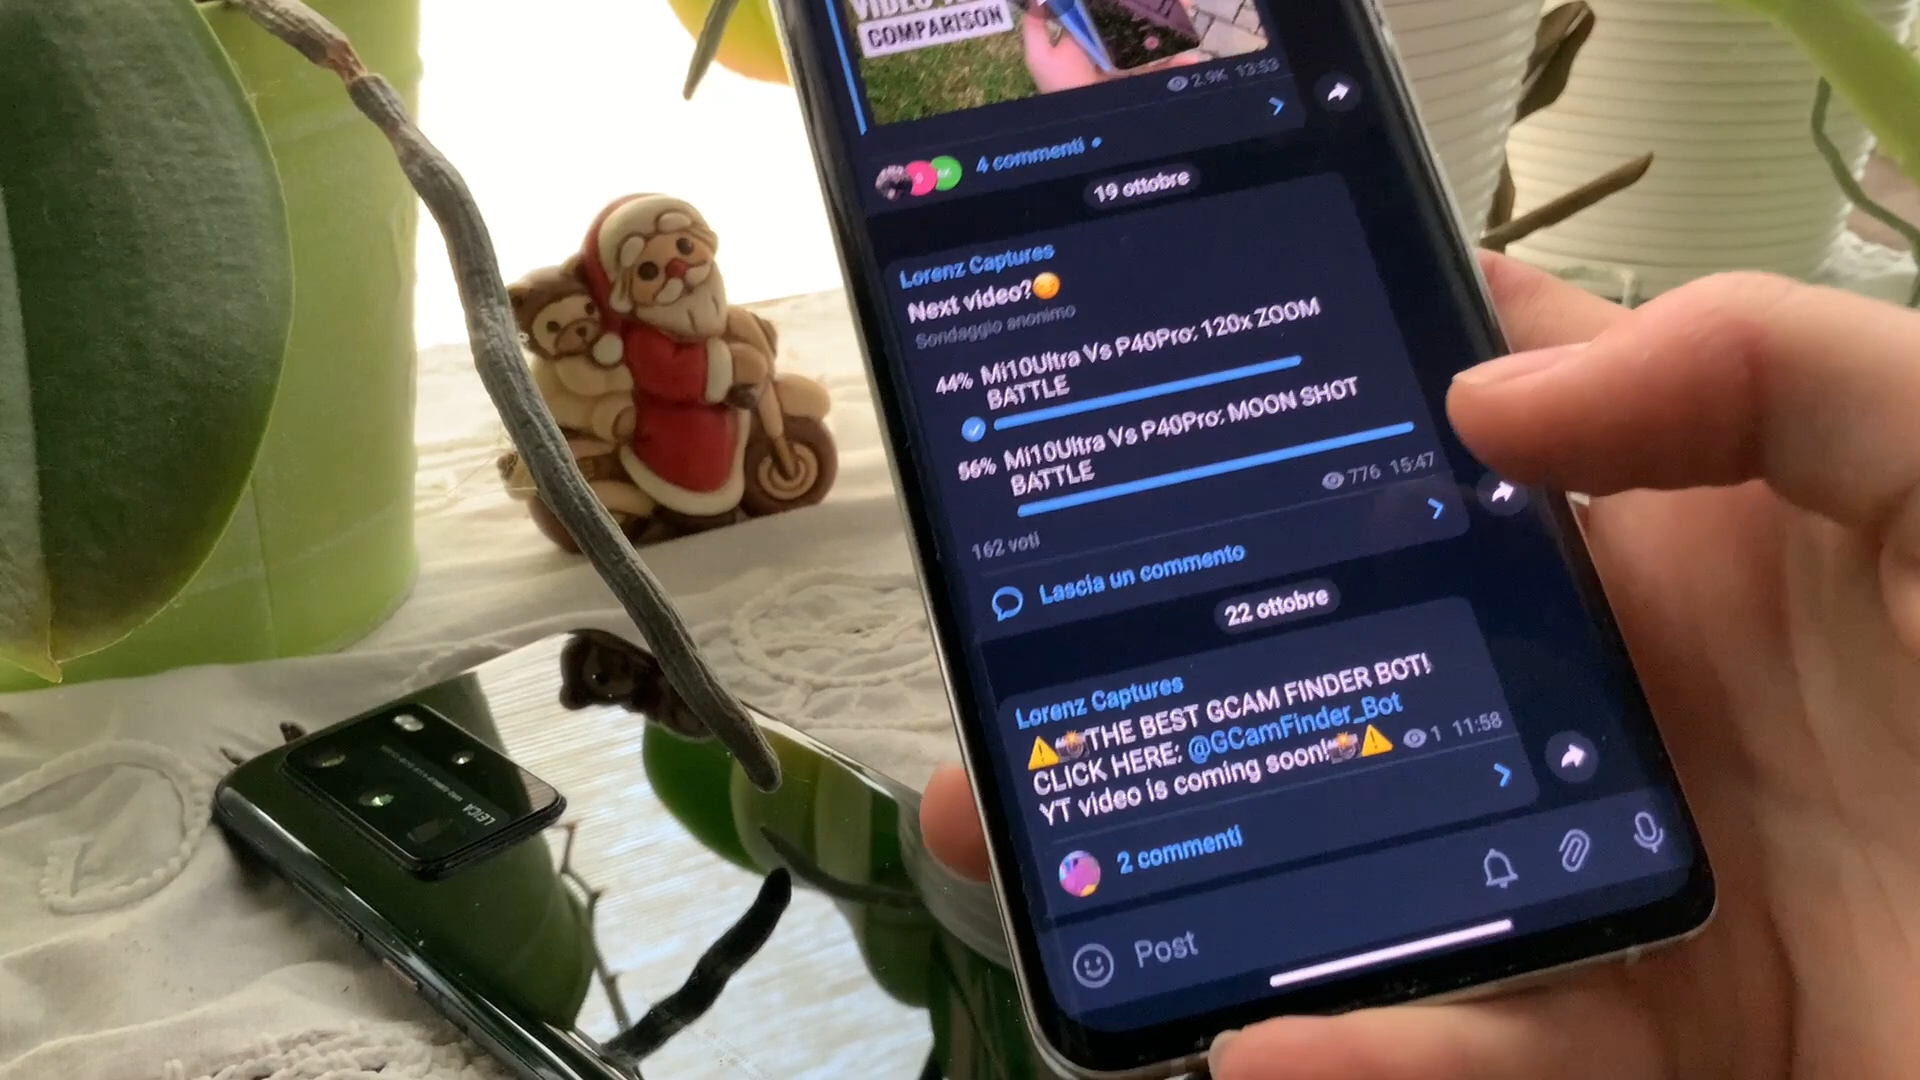 COMPARISON
2.9K 13:53
4 commenti
19 ottobre
Lorenz Captures
Next video?
Sondaggio anonimo
44% Mi10Ultra Vs P40Pro: 120x ZOOM
BATTLE
56% Mi10Ultra Vs P40Pro: MOON SHOT
BATTLE
776 15:47
162 voti
Lascia un commento
22 ottobre
Lorenz Captures
THE BEST GCAM FINDER BOT!
CLICK HERE: @GCamFinder_Bot
YT video is coming soon!
1 11:58
2 commenti
Post
LEICA